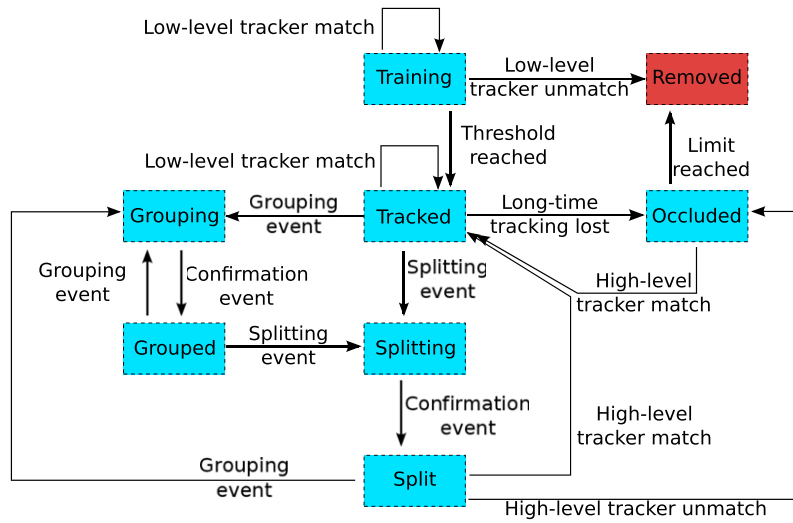 Low-level tracker match
Training
Low-level
tracker unmatch
Removed
Threshold
reached
Limit
reached
Low-level tracker match
Grouping
Grouping
event
Tracked
Long-time
tracking lost
Occluded
Grouping
event
Confirmation
event
Splitting
event
High-level
tracker match
Grouped
Splitting
event
Splitting
Confirmation
event
High-level
tracker match
Grouping
event
Split
High-level tracker unmatch